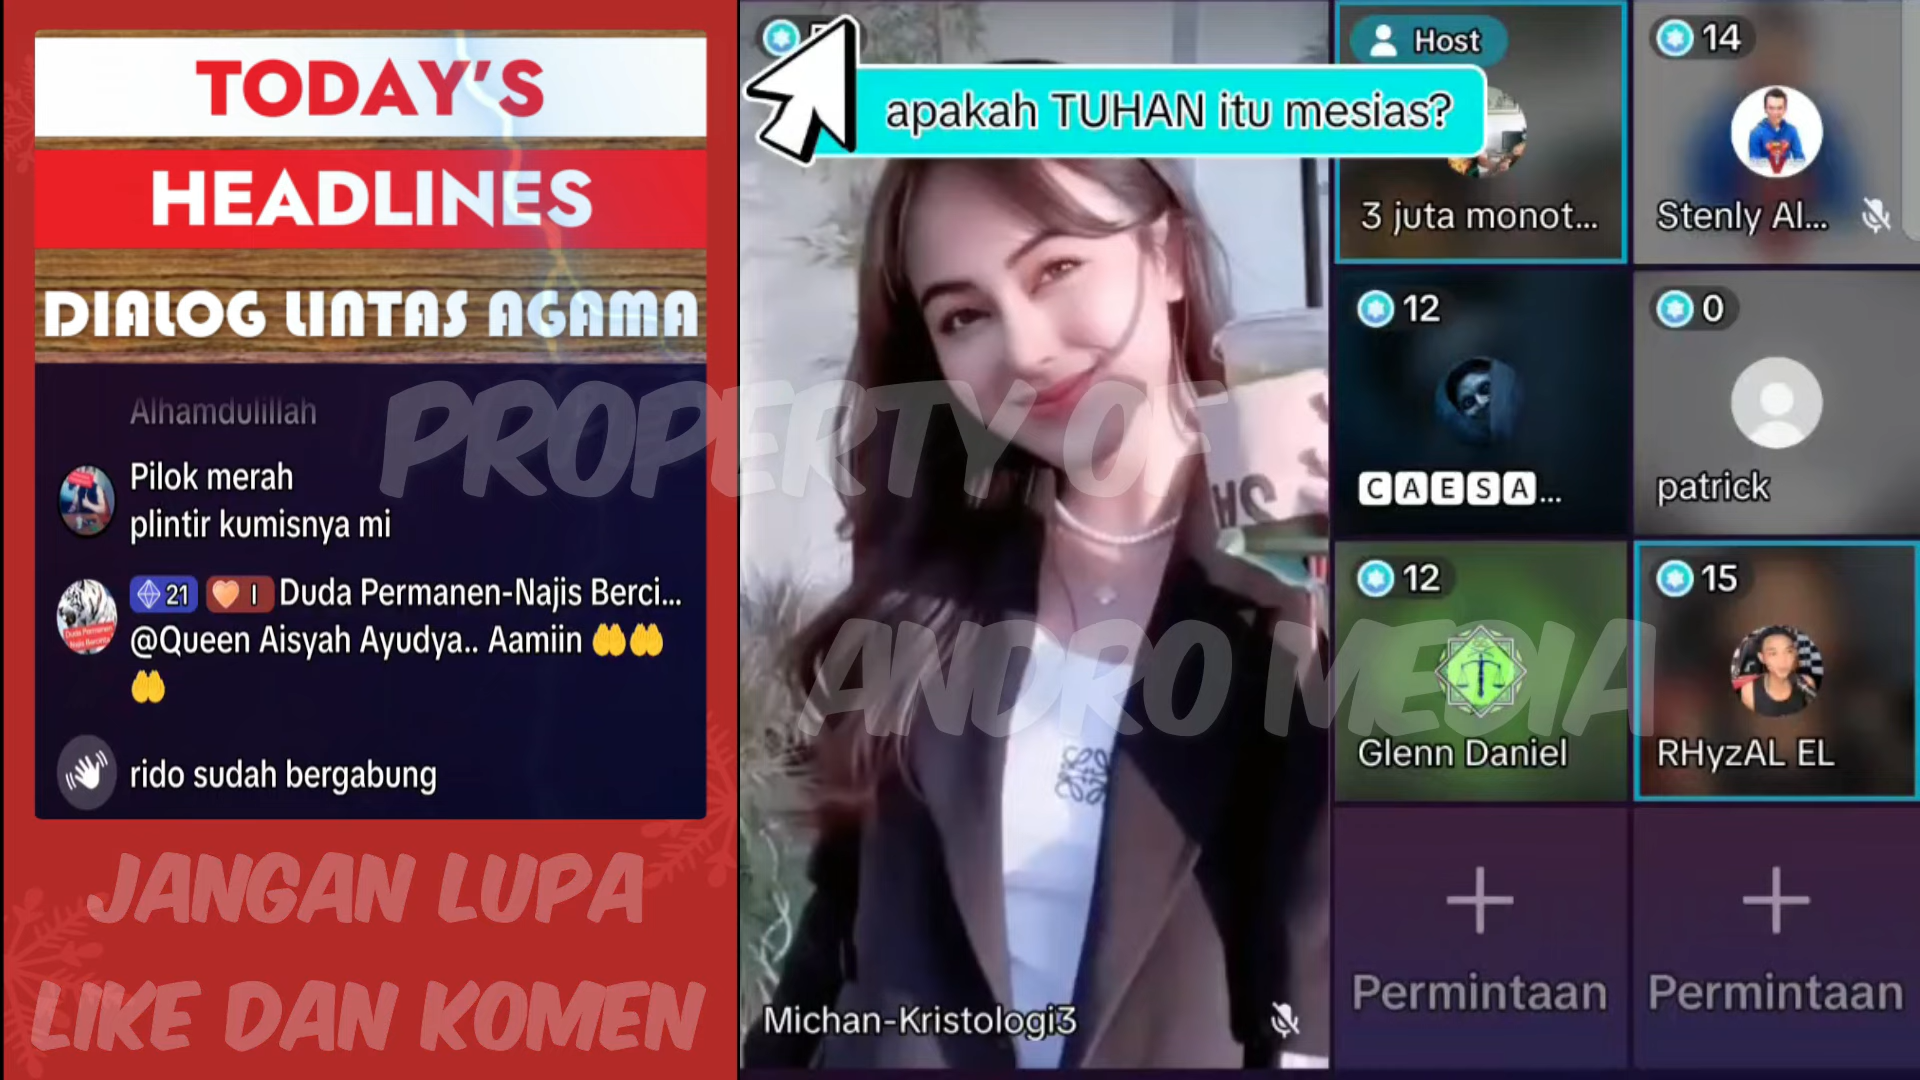 TODAY'S
HEADLINES
DIALOG LINTAS AGAMA
Alhamdulillah
Pilok merah
plintir kumisnya mi
21 I Duda Permanen-Najis Berci...
@Queen Aisyah Ayudya.. Aamiin 🤲🤲
🤲
rido sudah bergabung
JANGAN LUPA
LIKE DAN KOMEN
PROPERTY OF
ANDRO MEDIA
apakah TUHAN itu mesias?
Michan-Kristologi3
Host
3 juta monot...
14
Stenly Al...
12
CAESA...
0
patrick
12
Glenn Daniel
15
RHyzAL EL
Permintaan
Permintaan